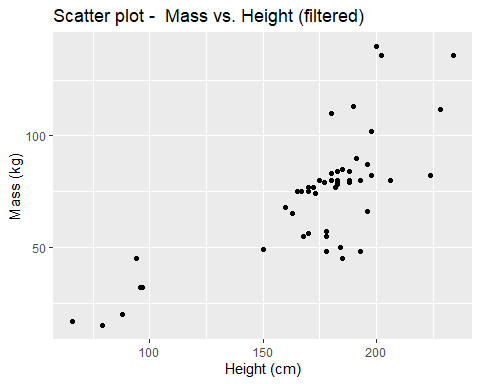 Scatter plot -  Mass vs. Height (filtered)
100
50
Mass (kg)
100
150
200
Height (cm)